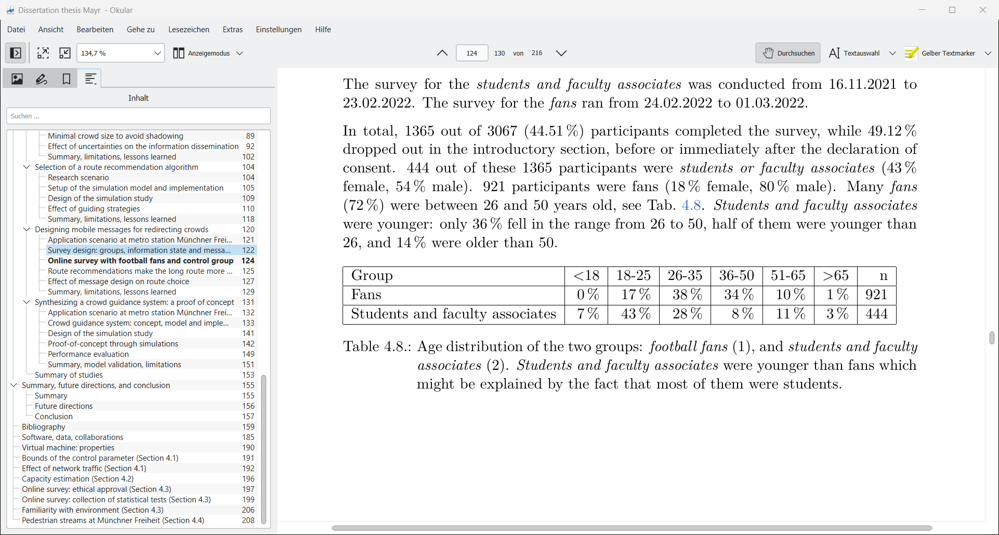 Dissertation thesis Mayr - Okular
Datei Ansicht Bearbeiten Gehe zu Lesezeichen Extras Einstellungen Hilfe
134,7 % Anzeigemodus 124 130 von 216 Durchsuchen Textauswahl Gelber Textmarker
Inhalt
Suchen ...
Minimal crowd size to avoid shadowing 89
Effect of uncertainties on the information dissemination 92
Summary, limitations, lessons learned 102
Selection of a route recommendation algorithm 104
Research scenario 104
Setup of the simulation model and implementation 105
Design of the simulation study 109
Effect of guiding strategies 110
Summary, limitations, lessons learned 118
Designing mobile messages for redirecting crowds 120
Application scenario at metro station Münchner Frei... 121
Survey design: groups, information state and messa... 122
Online survey with football fans and control group 124
Route recommendations make the long route more ... 125
Effect of message design on route choice 127
Summary, limitations, lessons learned 129
Synthesizing a crowd guidance system: a proof of concept 131
Application scenario at metro station Münchner Frei... 132
Crowd guidance system: concept, model and imple... 133
Design of the simulation study 141
Proof-of-concept through simulations 142
Performance evaluation 149
Summary, model validation, limitations 151
Summary of studies 153
Summary, future directions, and conclusion 155
Summary 155
Future directions 156
Conclusion 157
Bibliography 159
Software, data, collaborations 185
Virtual machine: properties 190
Bounds of the control parameter (Section 4.1) 191
Effect of network traffic (Section 4.1) 192
Capacity estimation (Section 4.2) 196
Online survey: ethical approval (Section 4.3) 197
Online survey: collection of statistical tests (Section 4.3) 199
Familiarity with environment (Section 4.3) 206
Pedestrian streams at Münchner Freiheit (Section 4.4) 208
The survey for the students and faculty associates was conducted from 16.11.2021 to
23.02.2022. The survey for the fans ran from 24.02.2022 to 01.03.2022.
In total, 1365 out of 3067 (44.51 %) participants completed the survey, while 49.12 %
dropped out in the introductory section, before or immediately after the declaration of
consent. 444 out of these 1365 participants were students or faculty associates (43 %
female, 54 % male). 921 participants were fans (18 % female, 80 % male). Many fans
(72 %) were between 26 and 50 years old, see Tab. 4.8. Students and faculty associates
were younger: only 36 % fell in the range from 26 to 50, half of them were younger than
26, and 14 % were older than 50.
Group <18 18-25 26-35 36-50 51-65 >65 n
Fans 0 % 17 % 38 % 34 % 10 % 1 % 921
Students and faculty associates 7 % 43 % 28 % 8 % 11 % 3 % 444
Table 4.8.: Age distribution of the two groups: football fans (1), and students and faculty
associates (2). Students and faculty associates were younger than fans which
might be explained by the fact that most of them were students.